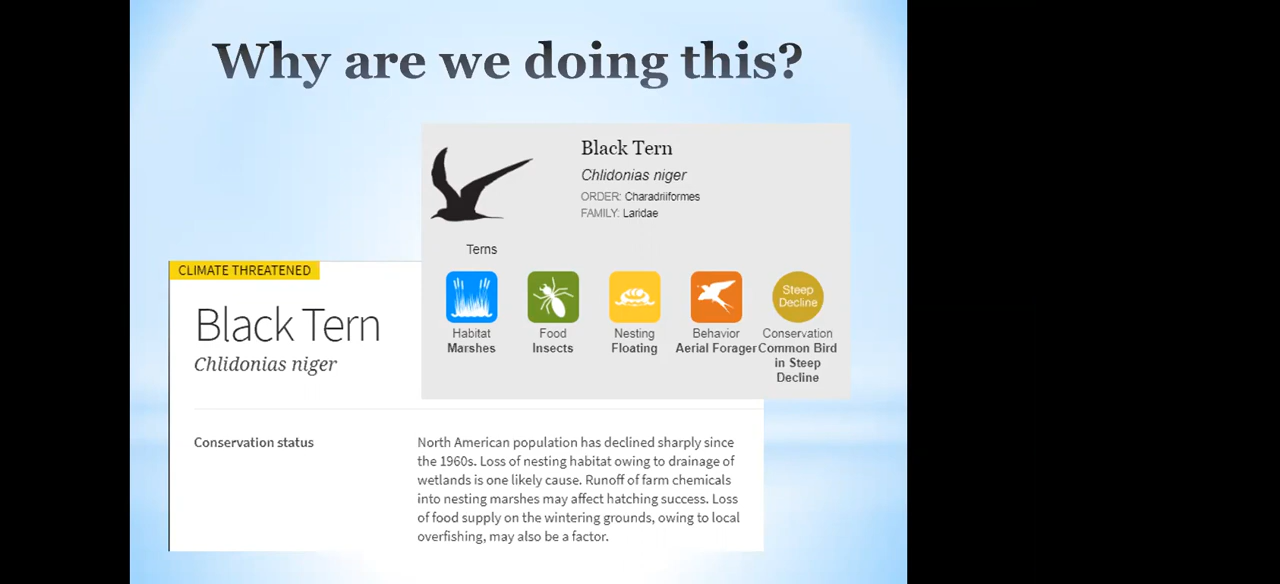 Why are we doing this?
Black Tern
Chlidonias niger
ORDER: Charadriiformes
FAMILY: Laridae
Terns
Steep
Decline
Habitat
Marshes
Food
Insects
Nesting
Floating
Behavior
Aerial Forager
Conservation
Common Bird
in Steep
Decline
CLIMATE THREATENED
Black Tern
Chlidonias niger
Conservation status
North American population has declined sharply since
the 1960s. Loss of nesting habitat owing to drainage of
wetlands is one likely cause. Runoff of farm chemicals
into nesting marshes may affect hatching success. Loss
of food supply on the wintering grounds, owing to local
overfishing, may also be a factor.